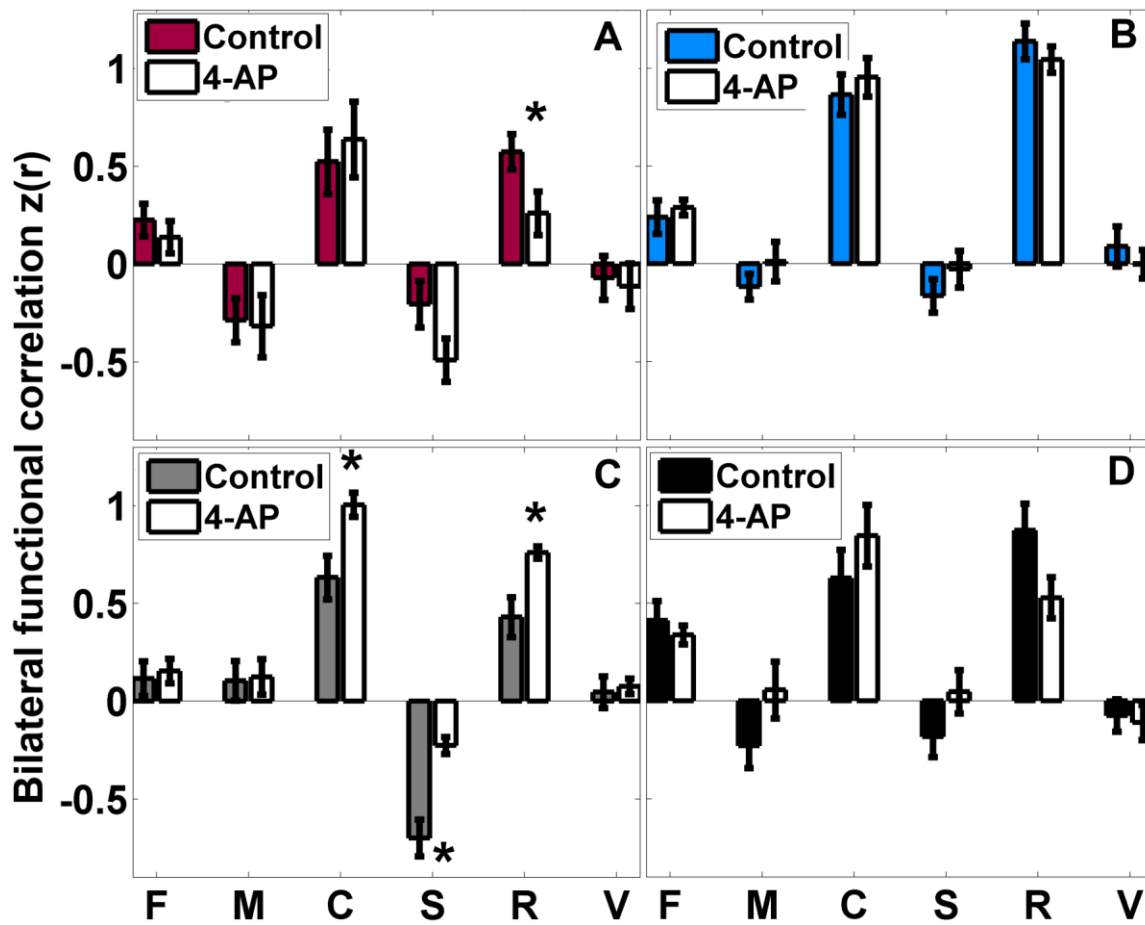 Bilateral functional correlation z(r)
Control
4-AP
A
*
1
0.5
0
-0.5
Control
4-AP
B
Control
4-AP
C
*
*
*
1
0.5
0
-0.5
Control
4-AP
D
F M C S R V
F M C S R V